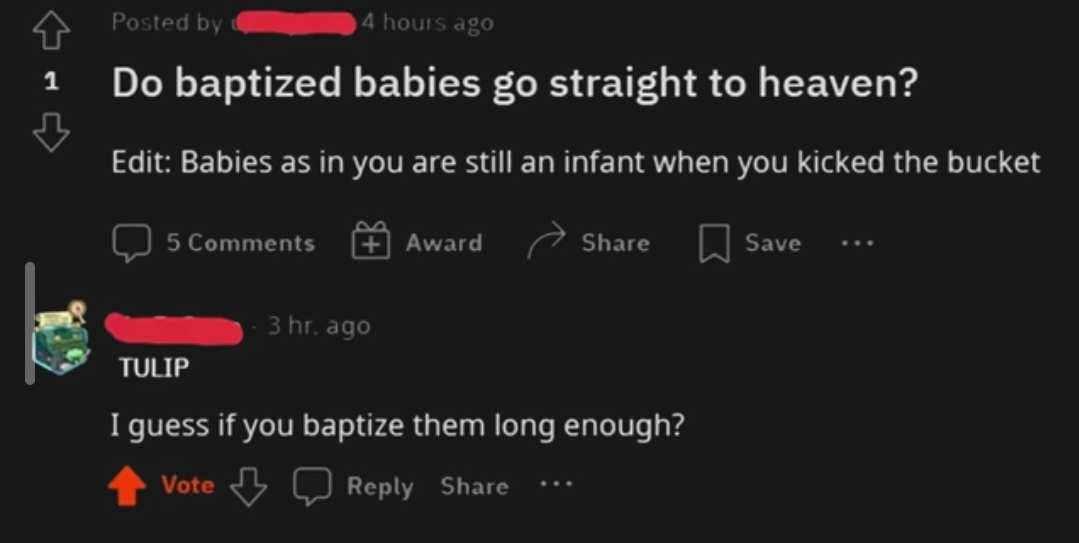 Posted by
4 hours ago
1
Do baptized babies go straight to heaven?
Edit: Babies as in you are still an infant when you kicked the bucket
5 Comments Award Share Save ...
· 3 hr. ago
TULIP
I guess if you baptize them long enough?
Vote Reply Share ...